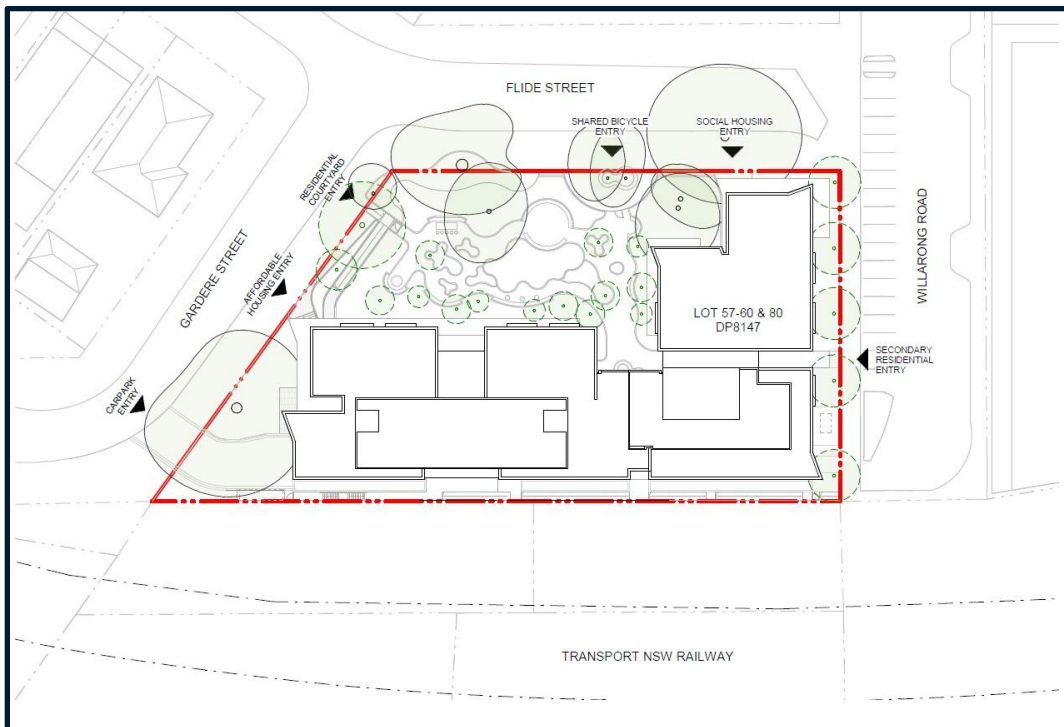 FLIDE STREET
SHARED BICYCLE
ENTRY
SOCIAL HOUSING
ENTRY
RESIDENTIAL
COURTYARD
ENTRY
AFFORDABLE
HOUSING ENTRY
GARDERE STREET
CARPARK
ENTRY
LOT 57-60 & 80
DP8147
WILLARONG ROAD
SECONDARY
RESIDENTIAL
ENTRY
TRANSPORT NSW RAILWAY